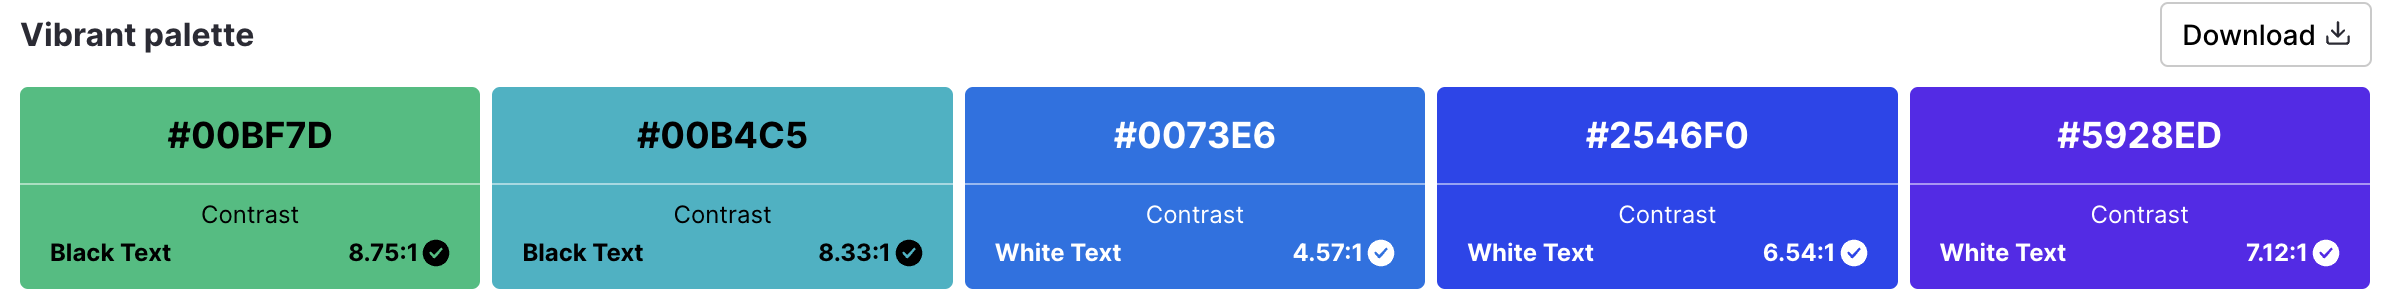 Vibrant palette
Download
#00BF7D
Contrast
Black Text 8.75:1
#00B4C5
Contrast
Black Text 8.33:1
#0073E6
Contrast
White Text 4.57:1
#2546F0
Contrast
White Text 6.54:1
#5928ED
Contrast
White Text 7.12:1